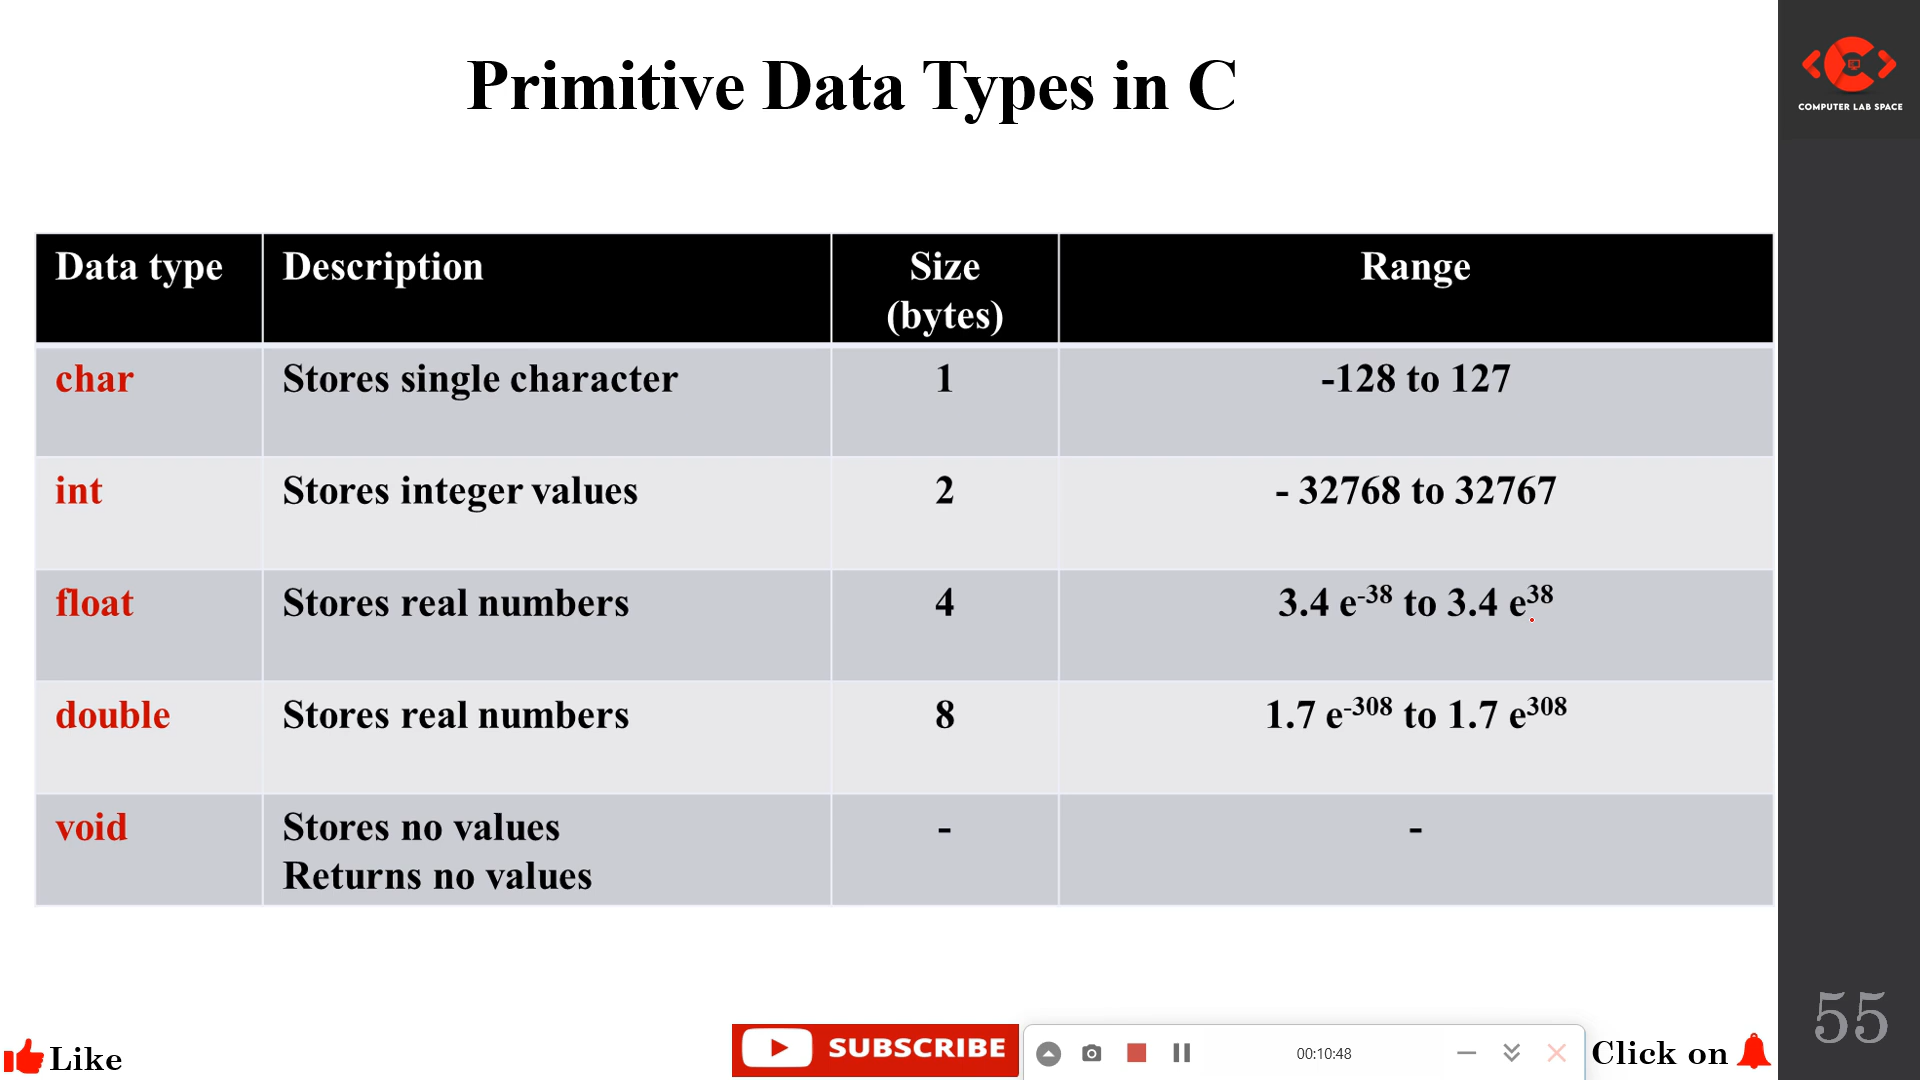 Primitive Data Types in C
COMPUTER LAB SPACE
Data type Description Size (bytes) Range
char Stores single character 1 -128 to 127
int Stores integer values 2 - 32768 to 32767
float Stores real numbers 4 3.4 e-38 to 3.4 e38
double Stores real numbers 8 1.7 e-308 to 1.7 e308
void Stores no values - -
Returns no values
55
Like
SUBSCRIBE
00:10:48
Click on